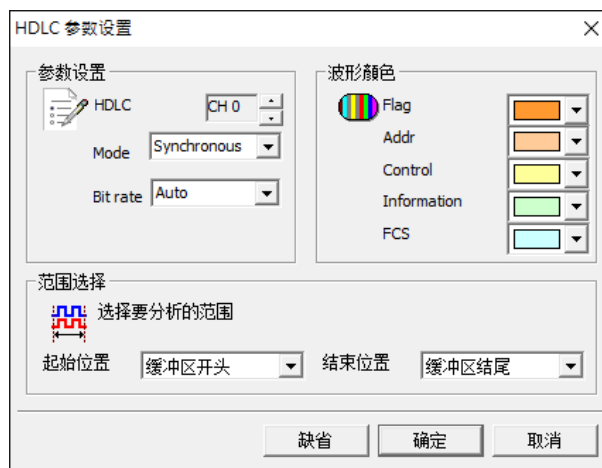 HDLC 参数设置
参数设置
HDLC
CH 0
Mode
Synchronous
Bit rate
Auto
波形顏色
Flag
Addr
Control
Information
FCS
范围选择
选择要分析的范围
起始位置
缓冲区开头
结束位置
缓冲区结尾
缺省
确定
取消